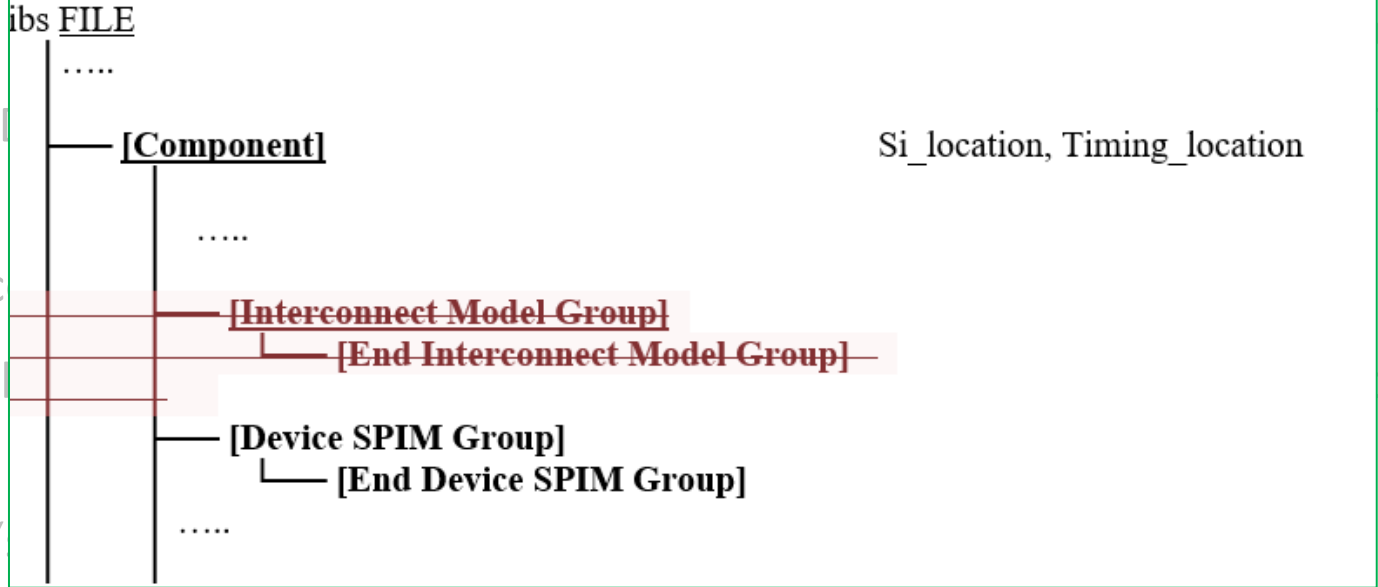 ibs FILE
…..
[Component] Si_location, Timing_location
…..
[Interconnect Model Group]
[End Interconnect Model Group]
[Device SPIM Group]
[End Device SPIM Group]
…..